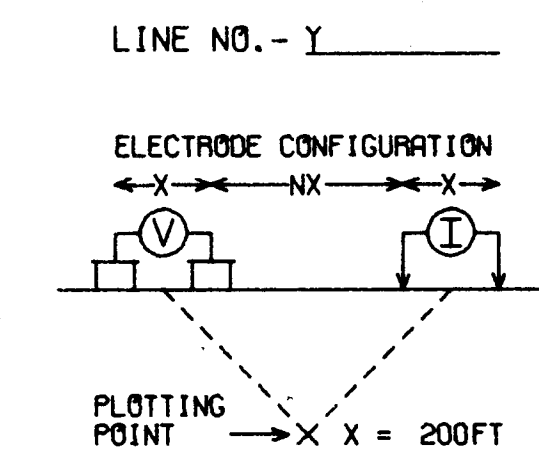 LINE NO.- Y
ELECTRODE CONFIGURATION
X NX X
V I
PLOTTING
POINT X X = 200FT